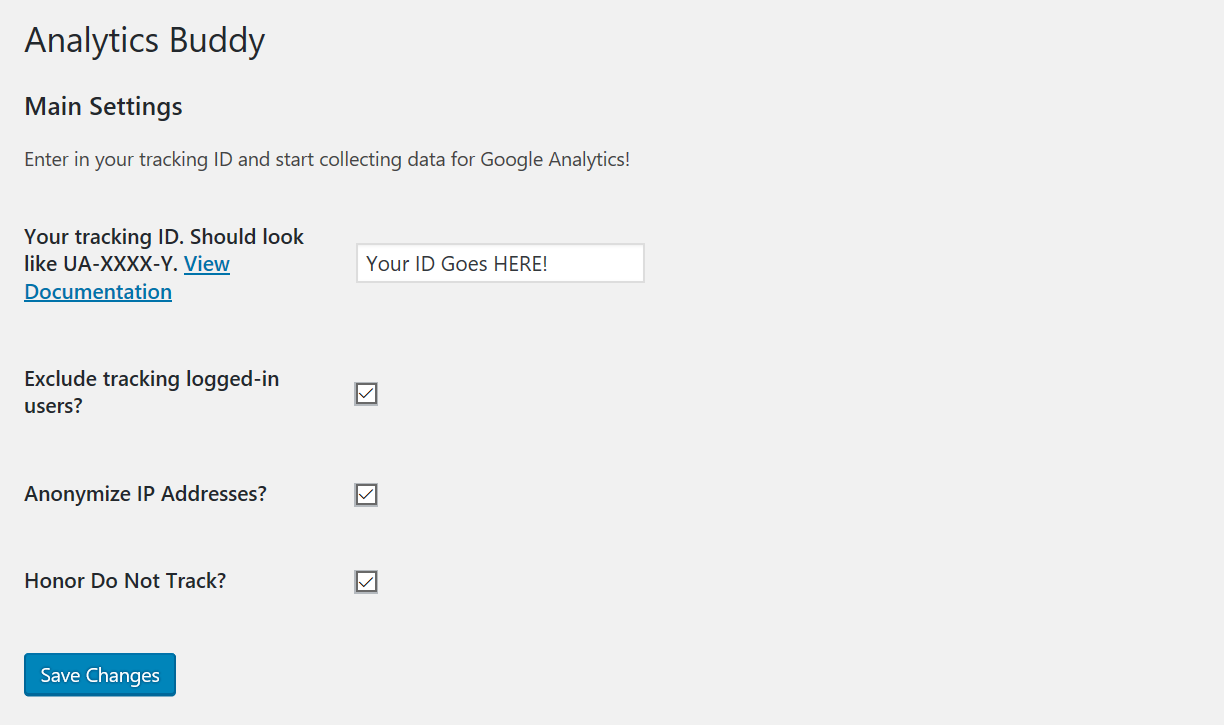 Analytics Buddy
Main Settings
Enter in your tracking ID and start collecting data for Google Analytics!
Your tracking ID. Should look
like UA-XXXX-Y. View
Documentation
Your ID Goes HERE!
Exclude tracking logged-in
users?
Anonymize IP Addresses?
Honor Do Not Track?
Save Changes